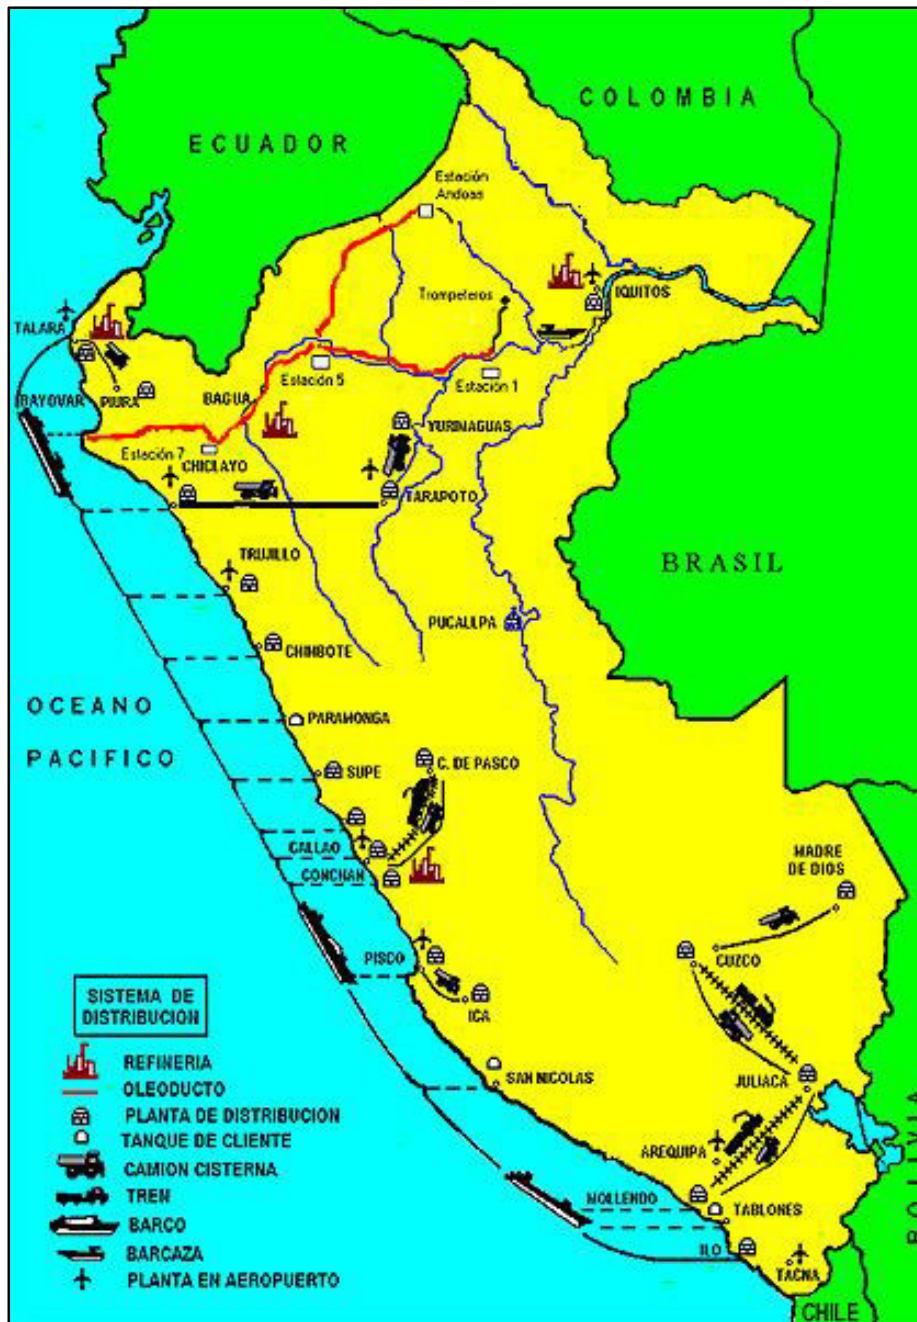 COLOMBIA
ECUADOR
Estación
Andoas
IQUITOS
Trompeteros
TALARA
PIURA
BAYOVAR
BAGUA
Estación 5
Estación 1
YURIMAGUAS
Estación 7
CHICLAYO
TARAPOTO
BRASIL
TRUJILLO
PUCALLPA
CHIMBOTE
OCEANO
PACIFICO
PARAMONGA
SUPE
C. DE PASCO
CALLAO
CONCHAN
MADRE
DE DIOS
PISCO
CUZCO
ICA
SAN NICOLAS
JULIACA
BOLIVIA
AREQUIPA
MOLLENDO
TABLONES
ILO
TACNA
CHILE
SISTEMA DE
DISTRIBUCION
REFINERIA
OLEODUCTO
PLANTA DE DISTRIBUCION
TANQUE DE CLIENTE
CAMION CISTERNA
TREN
BARCO
BARCAZA
PLANTA EN AEROPUERTO